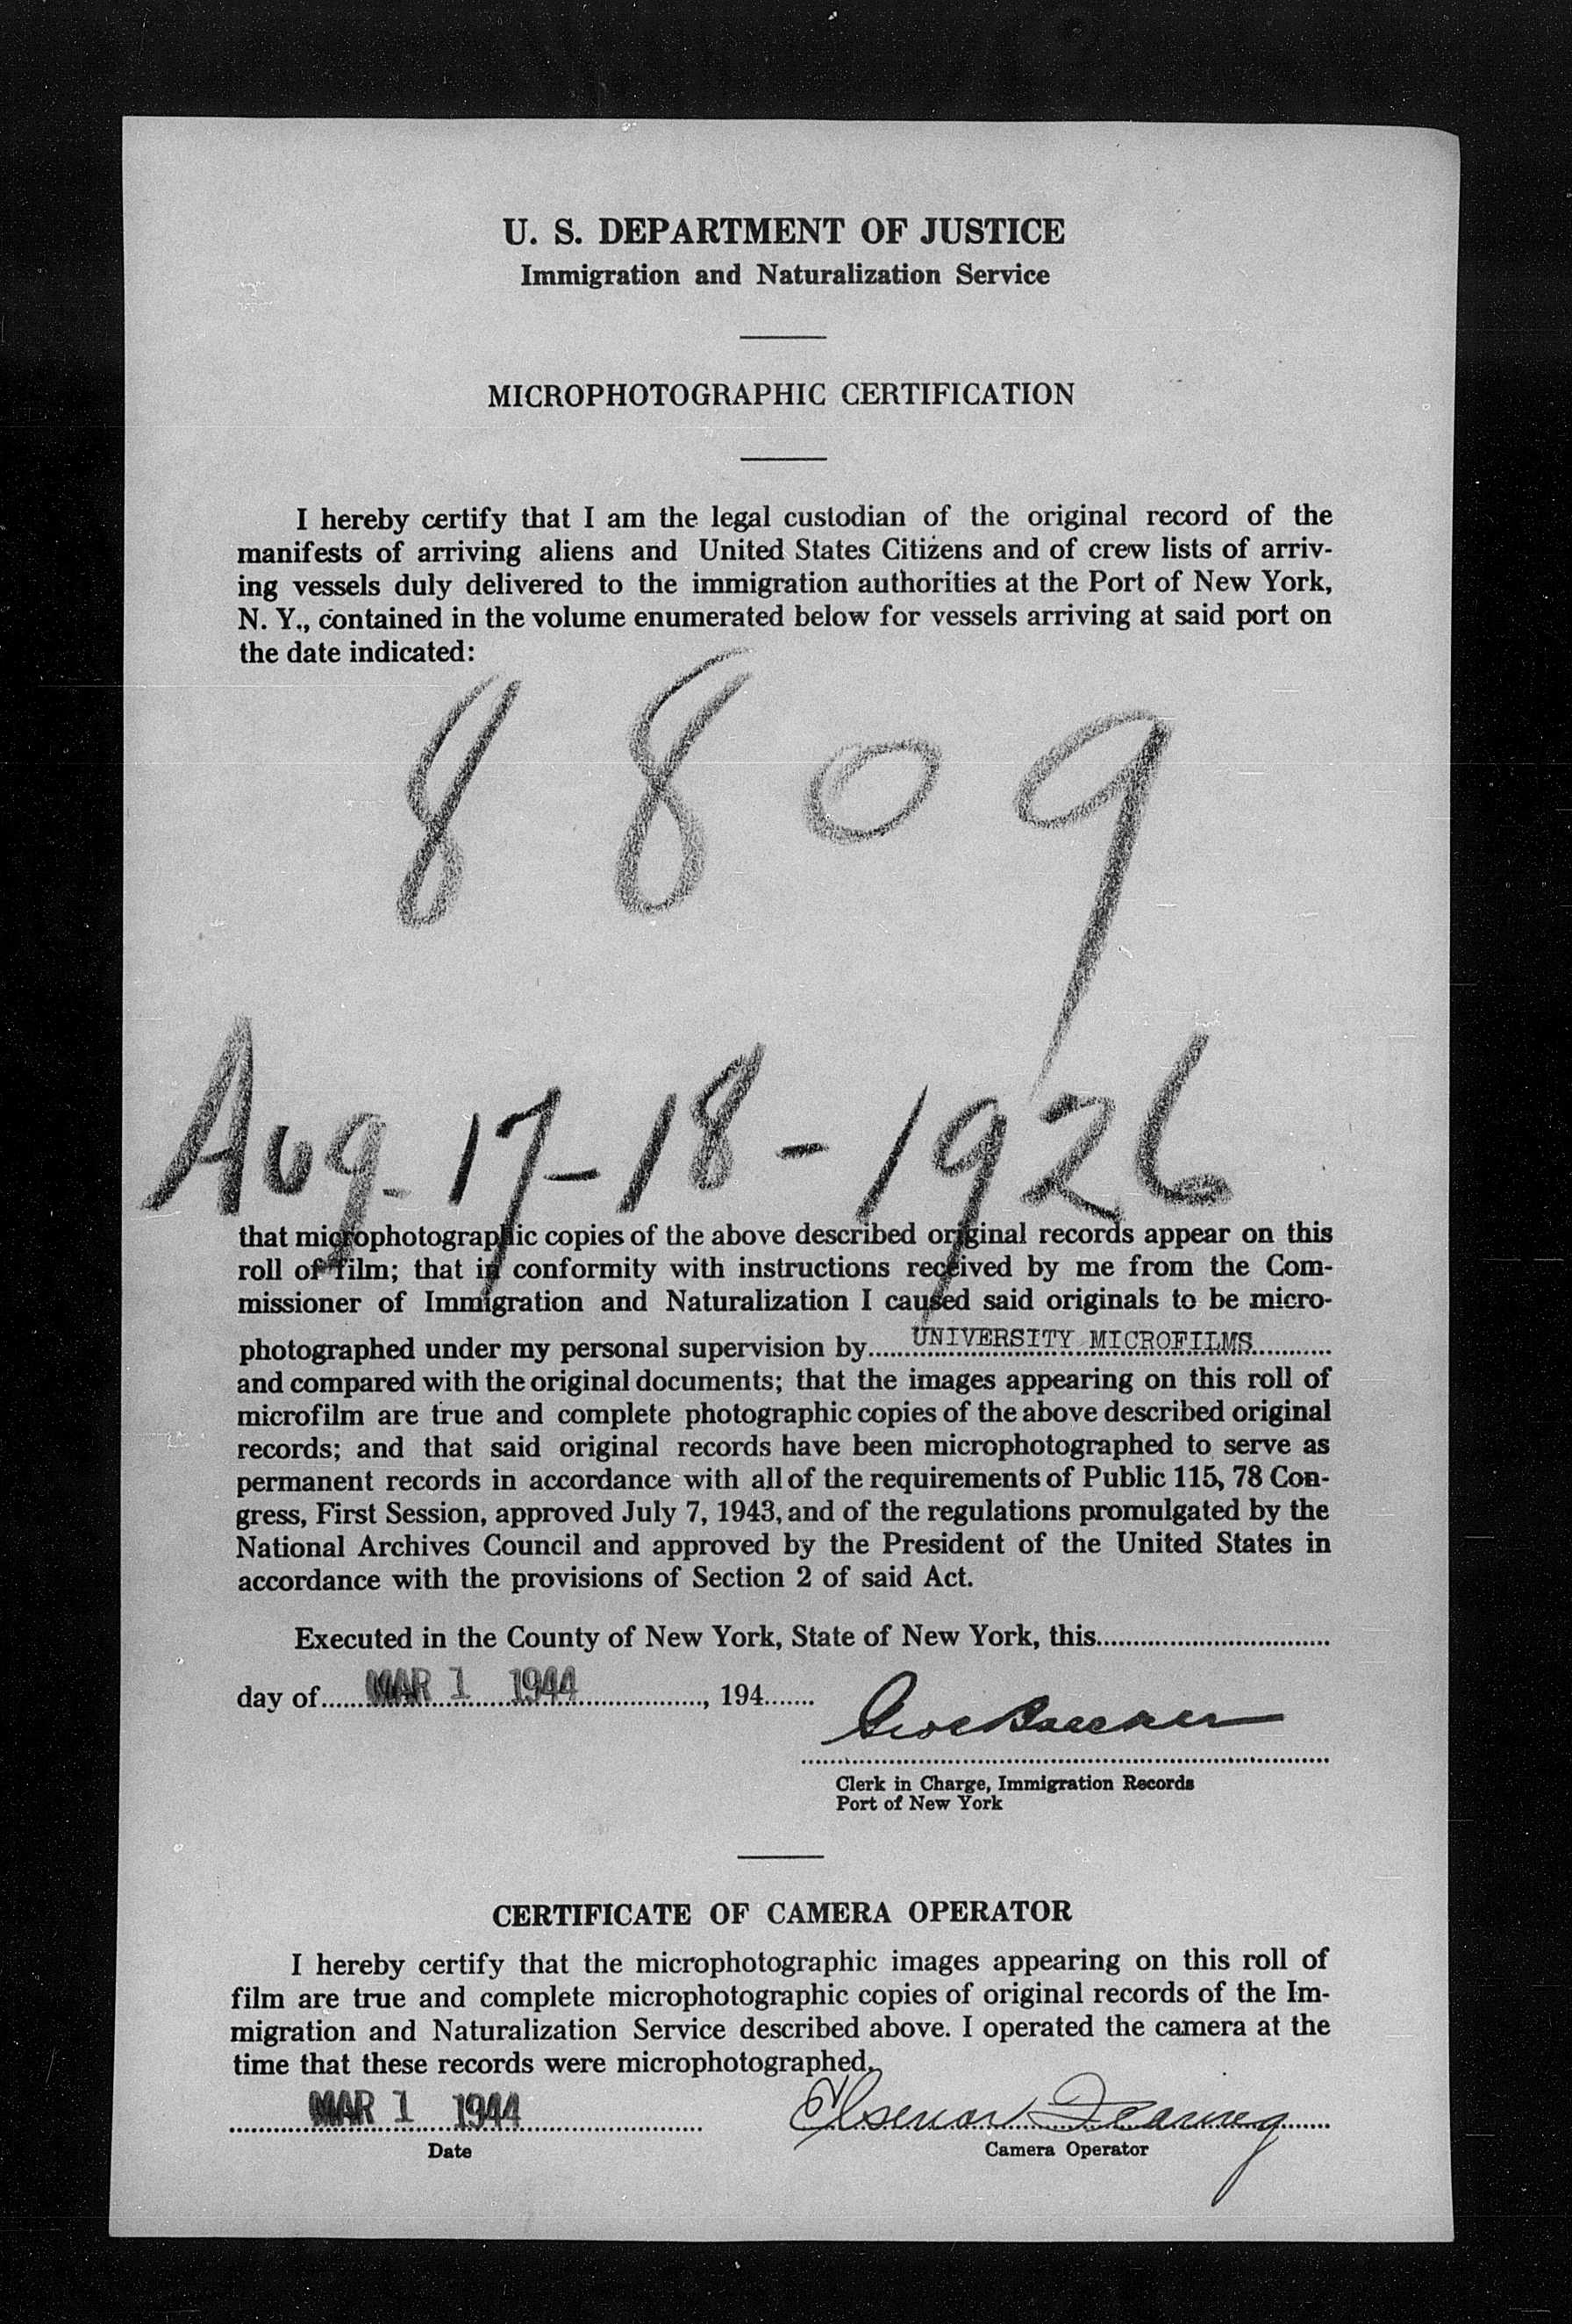 U. S. DEPARTMENT OF JUSTICE
Immigration and Naturalization Service
MICROPHOTOGRAPHIC CERTIFICATION
I hereby certify that I am the legal custodian of the original record of the
manifests of arriving aliens and United States Citizens and of crew lists of arriv-
ing vessels duly delivered to the immigration authorities at the Port of New York,
N. Y., contained in the volume enumerated below for vessels arriving at said port on
the date indicated:
8 8 0 9
Aug. 17-18-1926
that microphotographic copies of the above described original records appear on this
roll of film; that in conformity with instructions received by me from the Com-
missioner of Immigration and Naturalization I caused said originals to be micro-
photographed under my personal supervision by UNIVERSITY MICROFILMS
and compared with the original documents; that the images appearing on this roll of
microfilm are true and complete photographic copies of the above described original
records; and that said original records have been microphotographed to serve as
permanent records in accordance with all of the requirements of Public 115, 78 Con-
gress, First Session, approved July 7, 1943, and of the regulations promulgated by the
National Archives Council and approved by the President of the United States in
accordance with the provisions of Section 2 of said Act.
Executed in the County of New York, State of New York, this
day of MAR 1 1944, 194
Clerk in Charge, Immigration Records
Port of New York
CERTIFICATE OF CAMERA OPERATOR
I hereby certify that the microphotographic images appearing on this roll of
film are true and complete microphotographic copies of original records of the Im-
migration and Naturalization Service described above. I operated the camera at the
time that these records were microphotographed.
MAR 1 1944
Date
Camera Operator